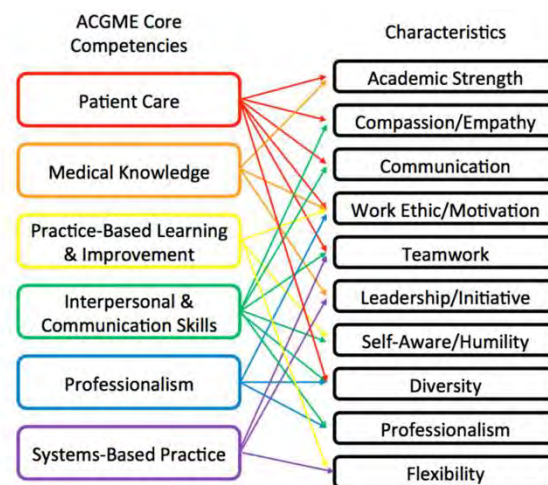 ACGME Core
Competencies
Patient Care
Medical Knowledge
Practice-Based Learning
& Improvement
Interpersonal &
Communication Skills
Professionalism
Systems-Based Practice
Characteristics
Academic Strength
Compassion/Empathy
Communication
Work Ethic/Motivation
Teamwork
Leadership/Initiative
Self-Aware/Humility
Diversity
Professionalism
Flexibility